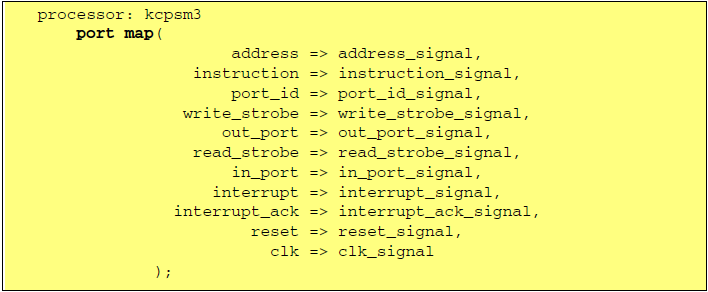 processor: kcpsm3
port map(
address => address_signal,
instruction => instruction_signal,
port_id => port_id_signal,
write_strobe => write_strobe_signal,
out_port => out_port_signal,
read_strobe => read_strobe_signal,
in_port => in_port_signal,
interrupt => interrupt_signal,
interrupt_ack => interrupt_ack_signal,
reset => reset_signal,
clk => clk_signal
);